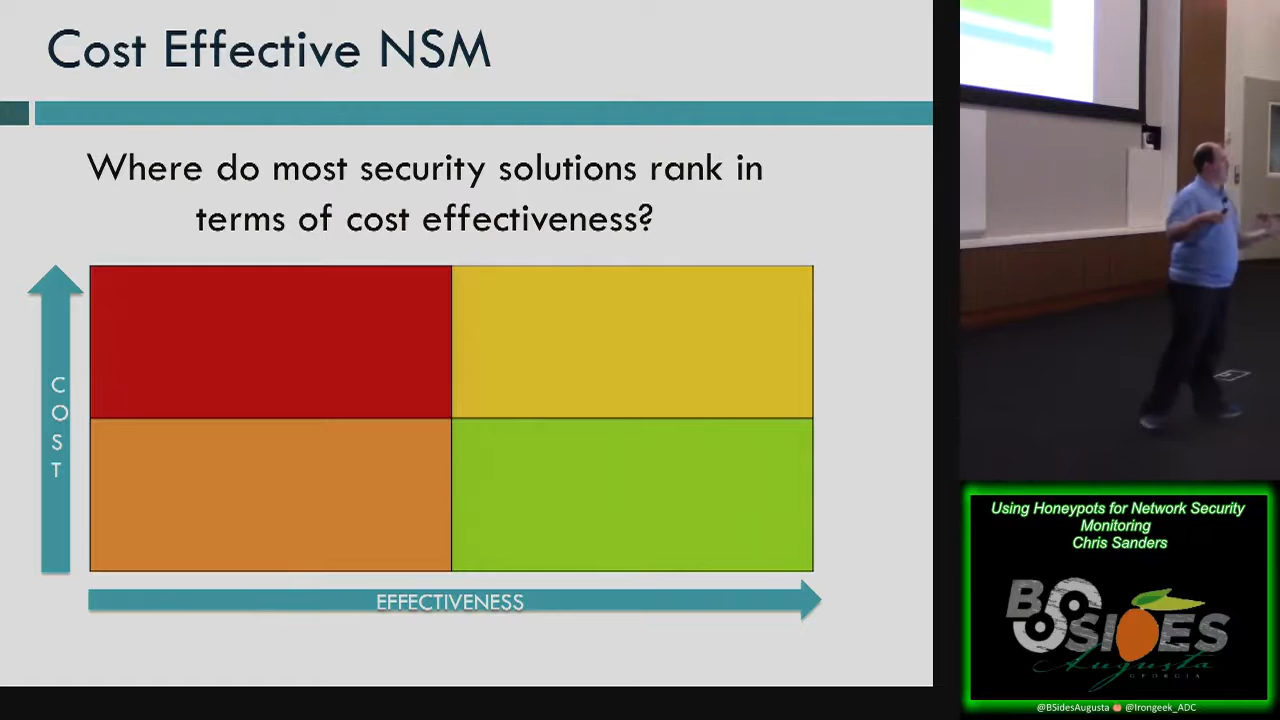 Cost Effective NSM
Where do most security solutions rank in
terms of cost effectiveness?
COST
EFFECTIVENESS
Using Honeypots for Network Security
Monitoring
Chris Sanders
BSIDES
Augusta
GEORGIA
@BSidesAugusta @Irongeek_ADC